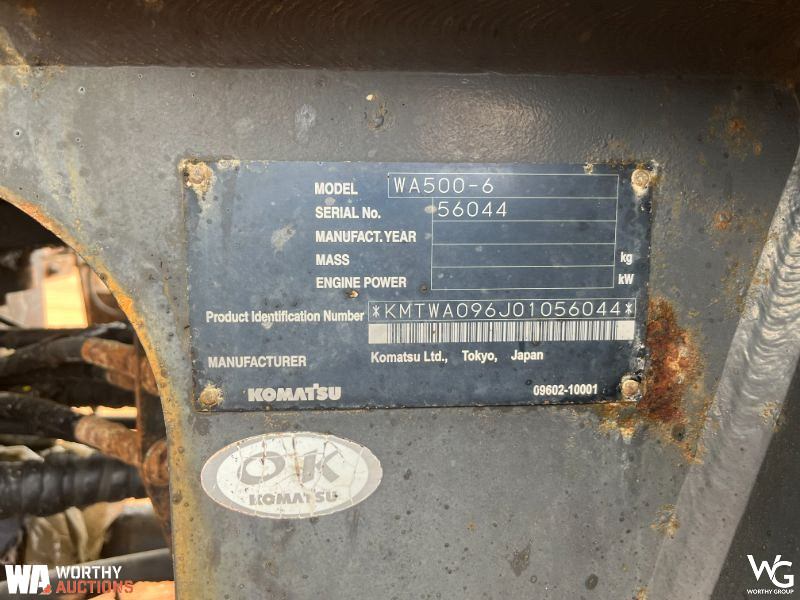 MODEL WA500-6
SERIAL No. 56044
MANUFACT. YEAR
MASS kg
ENGINE POWER kW
Product Identification Number *KMTWA096J01056044*
MANUFACTURER Komatsu Ltd., Tokyo, Japan
KOMATSU 09602-10001
OK
KOMATSU
WA WORTHY AUCTIONS
WG
WORTHY GROUP